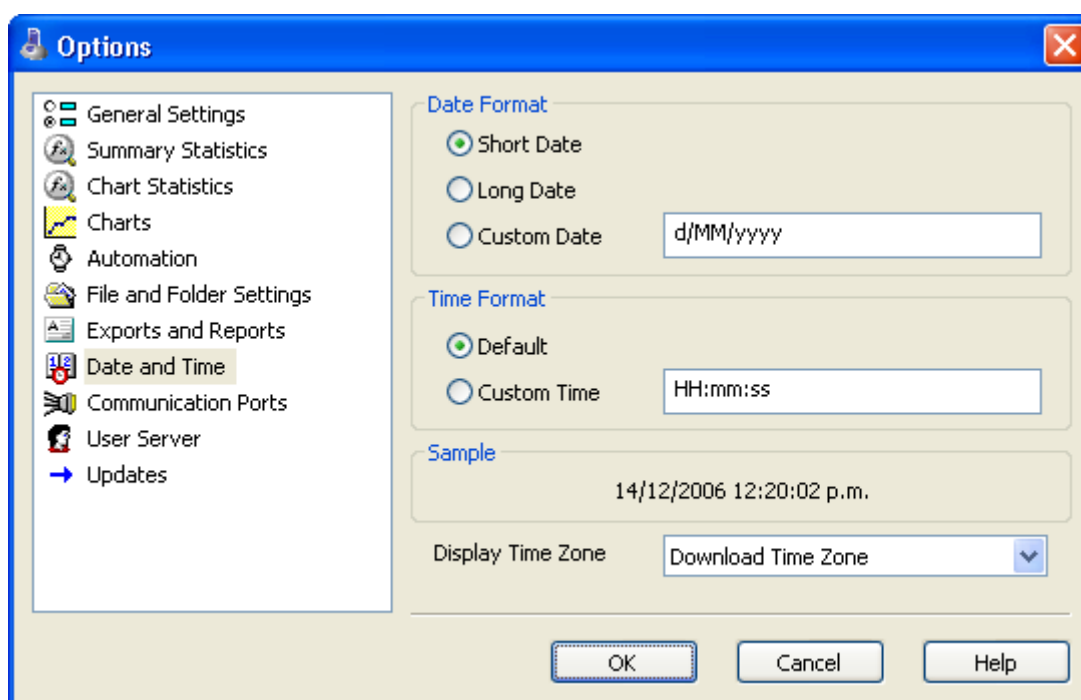 Options
General Settings
Summary Statistics
Chart Statistics
Charts
Automation
File and Folder Settings
Exports and Reports
Date and Time
Communication Ports
User Server
Updates
Date Format
Short Date
Long Date
Custom Date d/MM/yyyy
Time Format
Default
Custom Time HH:mm:ss
Sample
14/12/2006 12:20:02 p.m.
Display Time Zone Download Time Zone
OK Cancel Help